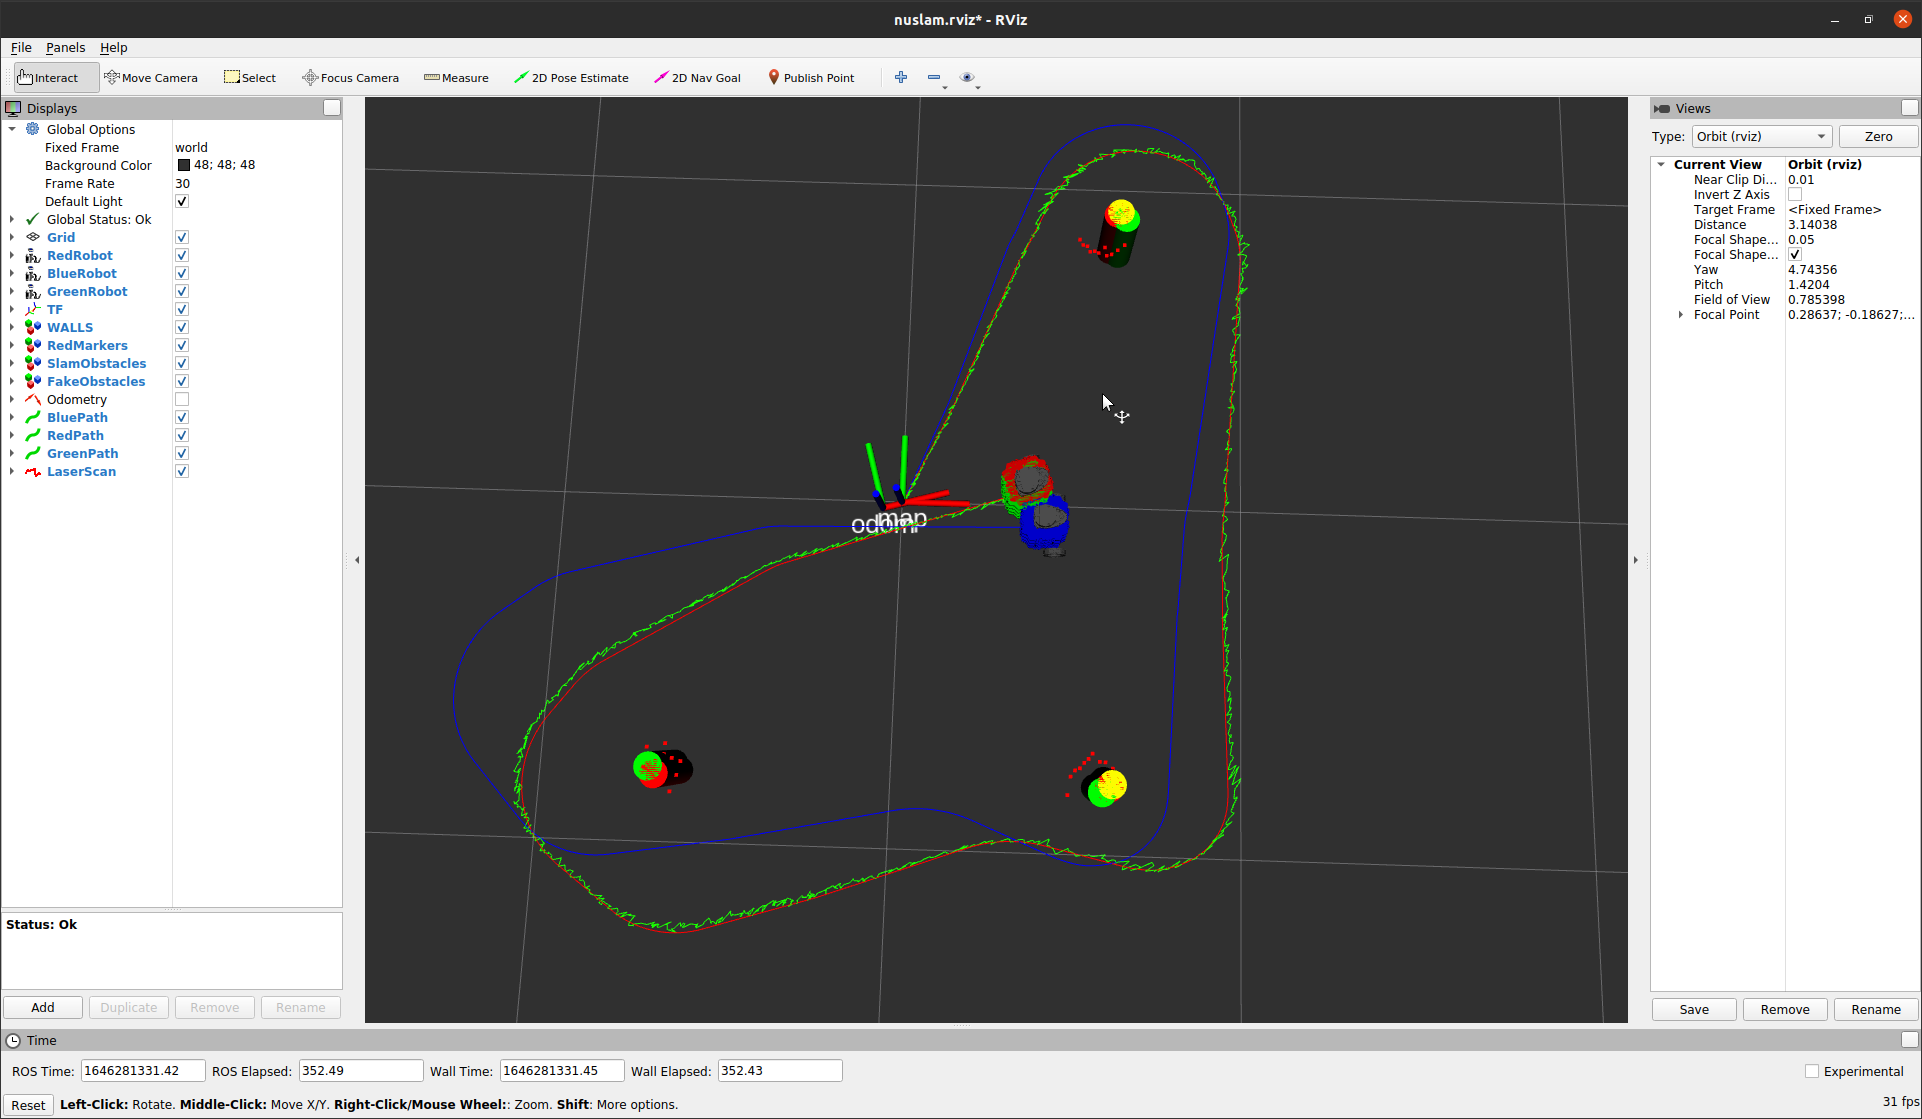 nuslam.rviz* - RViz
File Panels Help
Interact Move Camera Select Focus Camera Measure 2D Pose Estimate 2D Nav Goal Publish Point
Displays
Global Options
Fixed Frame world
Background Color 48; 48; 48
Frame Rate 30
Default Light
Global Status: Ok
Grid
RedRobot
BlueRobot
GreenRobot
TF
WALLS
RedMarkers
SlamObstacles
FakeObstacles
Odometry
BluePath
RedPath
GreenPath
LaserScan
Status: Ok
Add Duplicate Remove Rename
odom map
Views
Type: Orbit (rviz) Zero
Current View Orbit (rviz)
Near Clip Di... 0.01
Invert Z Axis
Target Frame <Fixed Frame>
Distance 3.14038
Focal Shape... 0.05
Focal Shape...
Yaw 4.74356
Pitch 1.4204
Field of View 0.785398
Focal Point 0.28637; -0.18627;...
Save Remove Rename
Time
ROS Time: 1646281331.42 ROS Elapsed: 352.49 Wall Time: 1646281331.45 Wall Elapsed: 352.43 Experimental
Reset Left-Click: Rotate. Middle-Click: Move X/Y. Right-Click/Mouse Wheel:: Zoom. Shift: More options. 31 fps